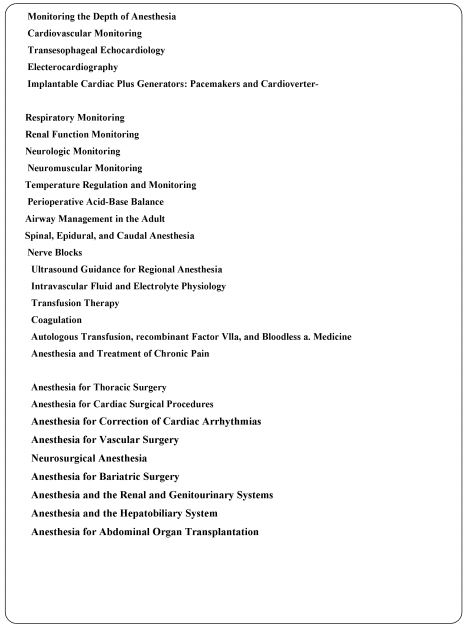 Monitoring the Depth of Anesthesia
Cardiovascular Monitoring
Transesophageal Echocardiology
Electerocardiography
Implantable Cardiac Plus Generators: Pacemakers and Cardioverter-
Respiratory Monitoring
Renal Function Monitoring
Neurologic Monitoring
Neuromuscular Monitoring
Temperature Regulation and Monitoring
Perioperative Acid-Base Balance
Airway Management in the Adult
Spinal, Epidural, and Caudal Anesthesia
Nerve Blocks
Ultrasound Guidance for Regional Anesthesia
Intravascular Fluid and Electrolyte Physiology
Transfusion Therapy
Coagulation
Autologous Transfusion, recombinant Factor Vlla, and Bloodless a. Medicine
Anesthesia and Treatment of Chronic Pain
Anesthesia for Thoracic Surgery
Anesthesia for Cardiac Surgical Procedures
Anesthesia for Correction of Cardiac Arrhythmias
Anesthesia for Vascular Surgery
Neurosurgical Anesthesia
Anesthesia for Bariatric Surgery
Anesthesia and the Renal and Genitourinary Systems
Anesthesia and the Hepatobiliary System
Anesthesia for Abdominal Organ Transplantation